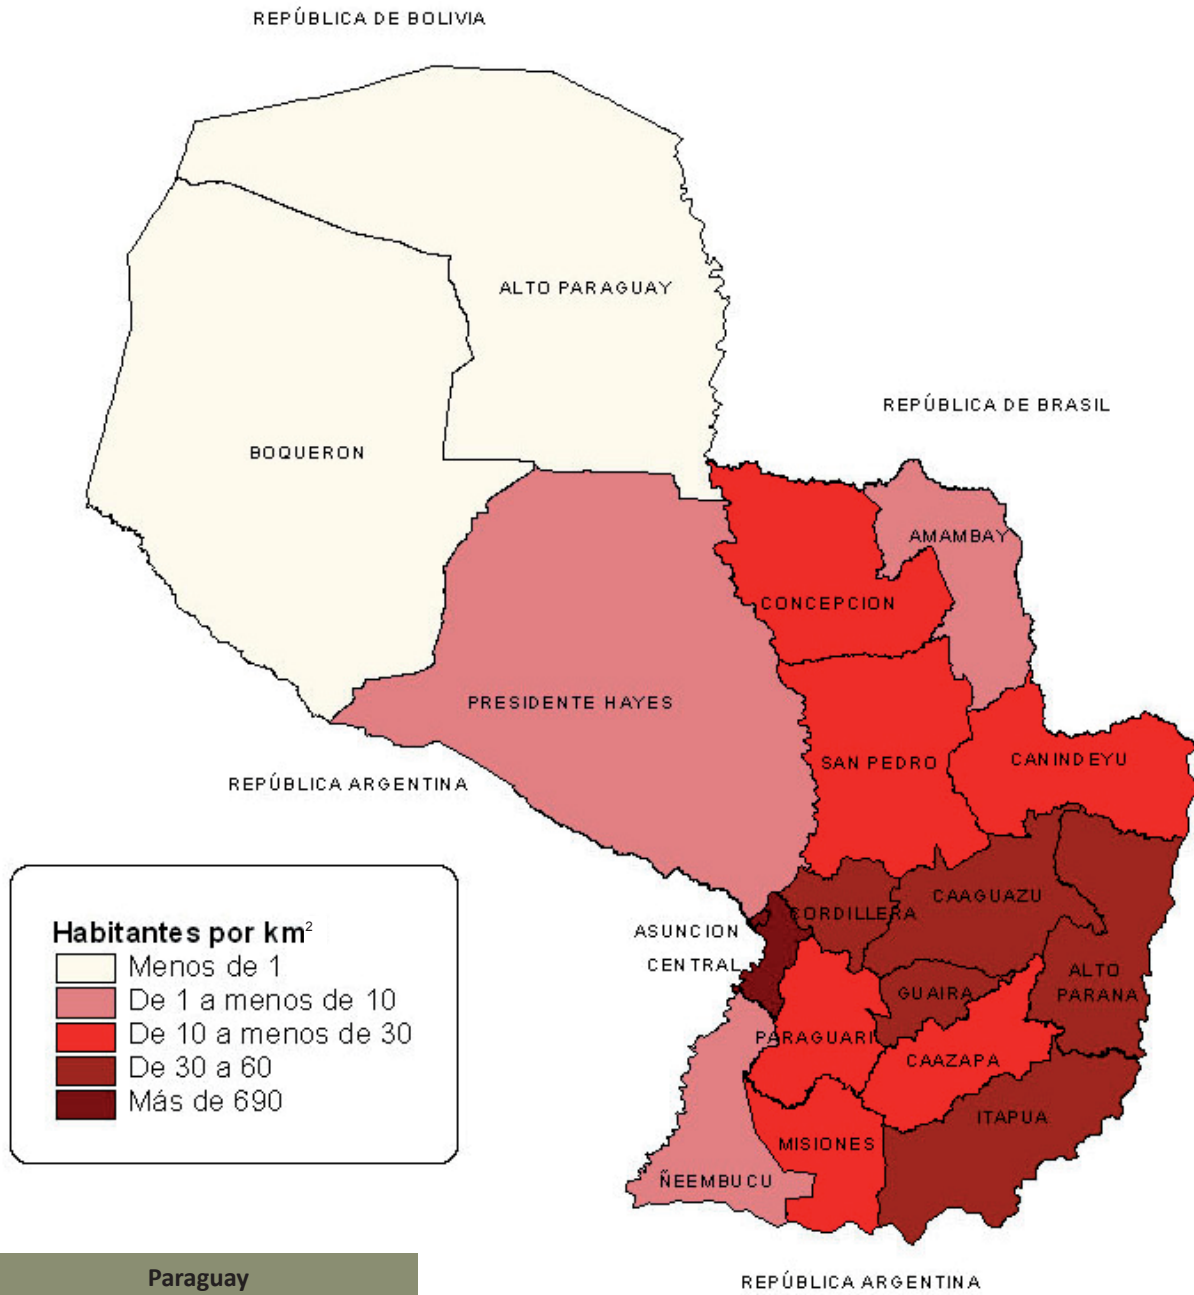 REPÚBLICA DE BOLIVIA
ALTO PARAGUAY
REPÚBLICA DE BRASIL
BOQUERON
AMAMBAY
CONCEPCION
PRESIDENTE HAYES
SAN PEDRO
CANINDEYU
REPÚBLICA ARGENTINA
CAAGUAZU
CORDILLERA
ASUNCION
CENTRAL
ALTO
PARANA
GUAIRA
PARAGUARI
CAAZAPA
ITAPUA
MISIONES
ÑEEMBUCU
Habitantes por km²
Menos de 1
De 1 a menos de 10
De 10 a menos de 30
De 30 a 60
Más de 690
Paraguay
REPÚBLICA ARGENTINA